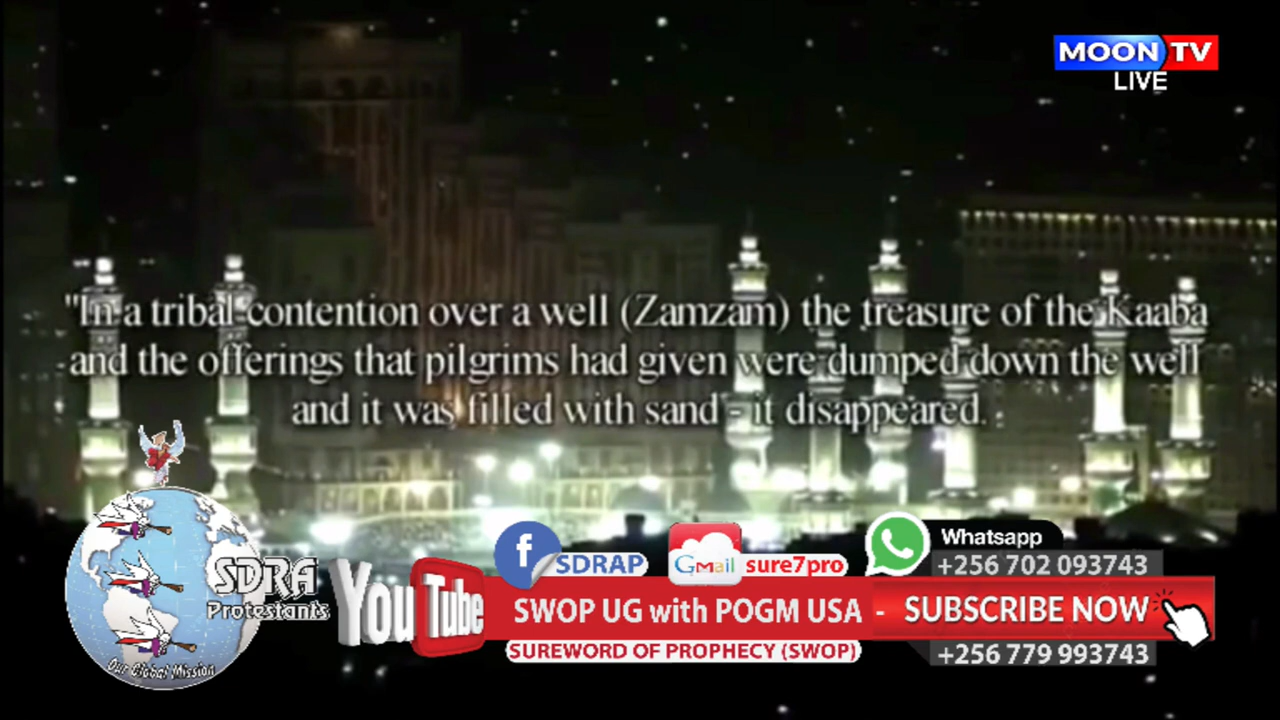 MOON TV
LIVE
"In a tribal contention over a well (Zamzam) the treasure of the Kaaba
and the offerings that pilgrims had given were dumped down the well
and it was filled with sand - it disappeared.
SDRA
Protestants
Our Global Mission
You Tube
f SDRAP
Gmail sure7pro
Whatsapp
+256 702 093743
SWOP UG with POGM USA - SUBSCRIBE NOW
SUREWORD OF PROPHECY (SWOP)
+256 779 993743